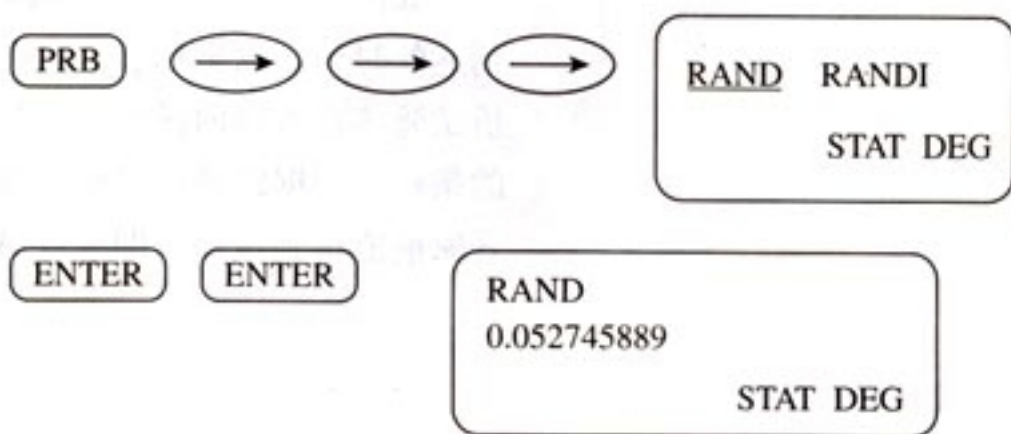 PRB → → → RAND RANDI
STAT DEG
ENTER ENTER RAND
0.052745889
STAT DEG